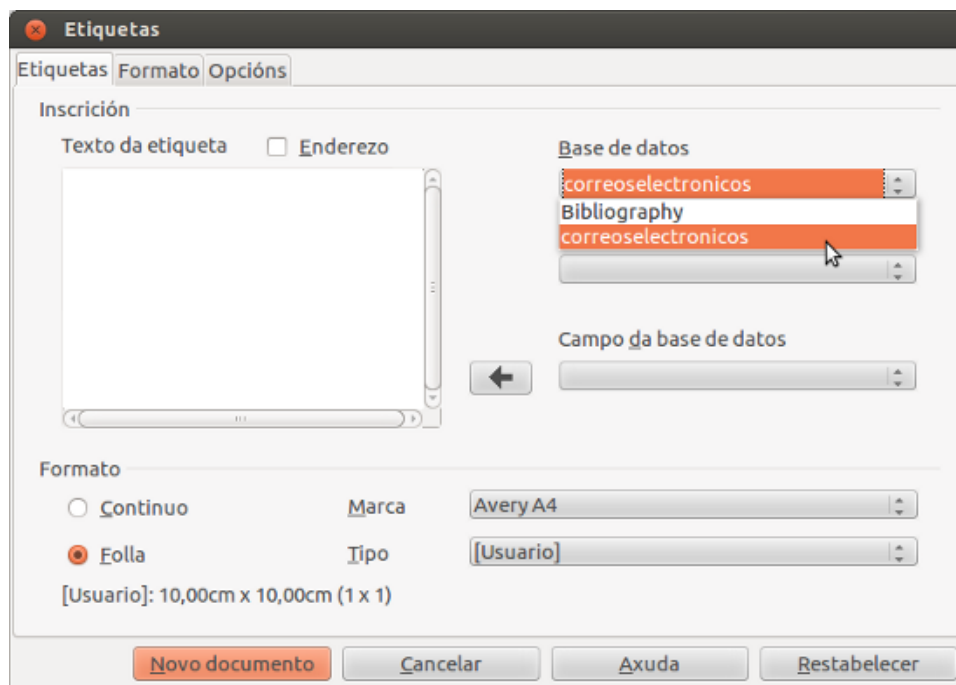 Etiquetas
Etiquetas Formato Opcións
Inscrición
Texto da etiqueta Enderezo
Base de datos
correoselectronicos
Bibliography
correoselectronicos
Campo da base de datos
Formato
Continuo Marca Avery A4
Folla Tipo [Usuario]
[Usuario]: 10,00cm x 10,00cm (1 x 1)
Novo documento Cancelar Axuda Restabelecer